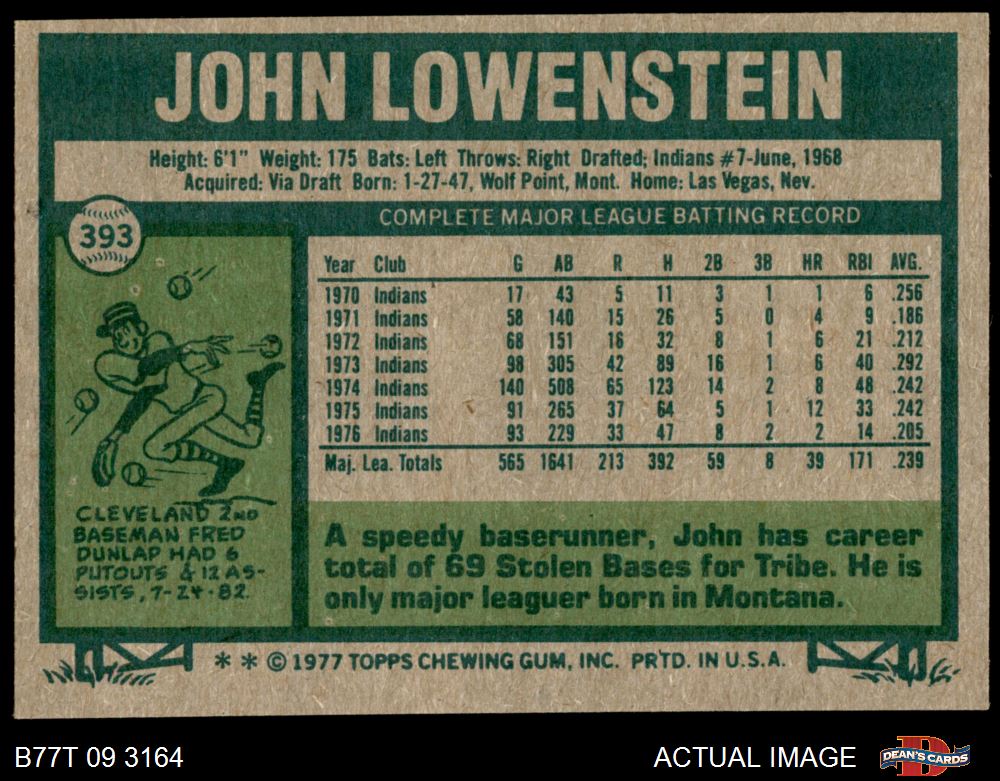 JOHN LOWENSTEIN
Height: 6'1" Weight: 175 Bats: Left Throws: Right Drafted: Indians #7-June, 1968
Acquired: Via Draft Born: 1-27-47, Wolf Point, Mont. Home: Las Vegas, Nev.
393
COMPLETE MAJOR LEAGUE BATTING RECORD
Year Club G AB R H 2B 3B HR RBI AVG.
1970 Indians 17 43 5 11 3 1 1 6 .256
1971 Indians 58 140 15 26 5 0 4 9 .186
1972 Indians 68 151 16 32 8 1 6 21 .212
1973 Indians 98 305 42 89 16 1 6 40 .292
1974 Indians 140 508 65 123 14 2 8 48 .242
1975 Indians 91 265 37 64 5 1 12 33 .242
1976 Indians 93 229 33 47 8 2 2 14 .205
Maj. Lea. Totals 565 1641 213 392 59 8 39 171 .239
CLEVELAND 2ND
BASEMAN FRED
DUNLAP HAD 6
PUTOUTS & 12 AS-
SISTS, 7-24-82.
A speedy baserunner, John has career
total of 69 Stolen Bases for Tribe. He is
only major leaguer born in Montana.
* * © 1977 TOPPS CHEWING GUM, INC. PRTD. IN U.S.A.
B77T 09 3164
ACTUAL IMAGE
DEAN'S CARDS